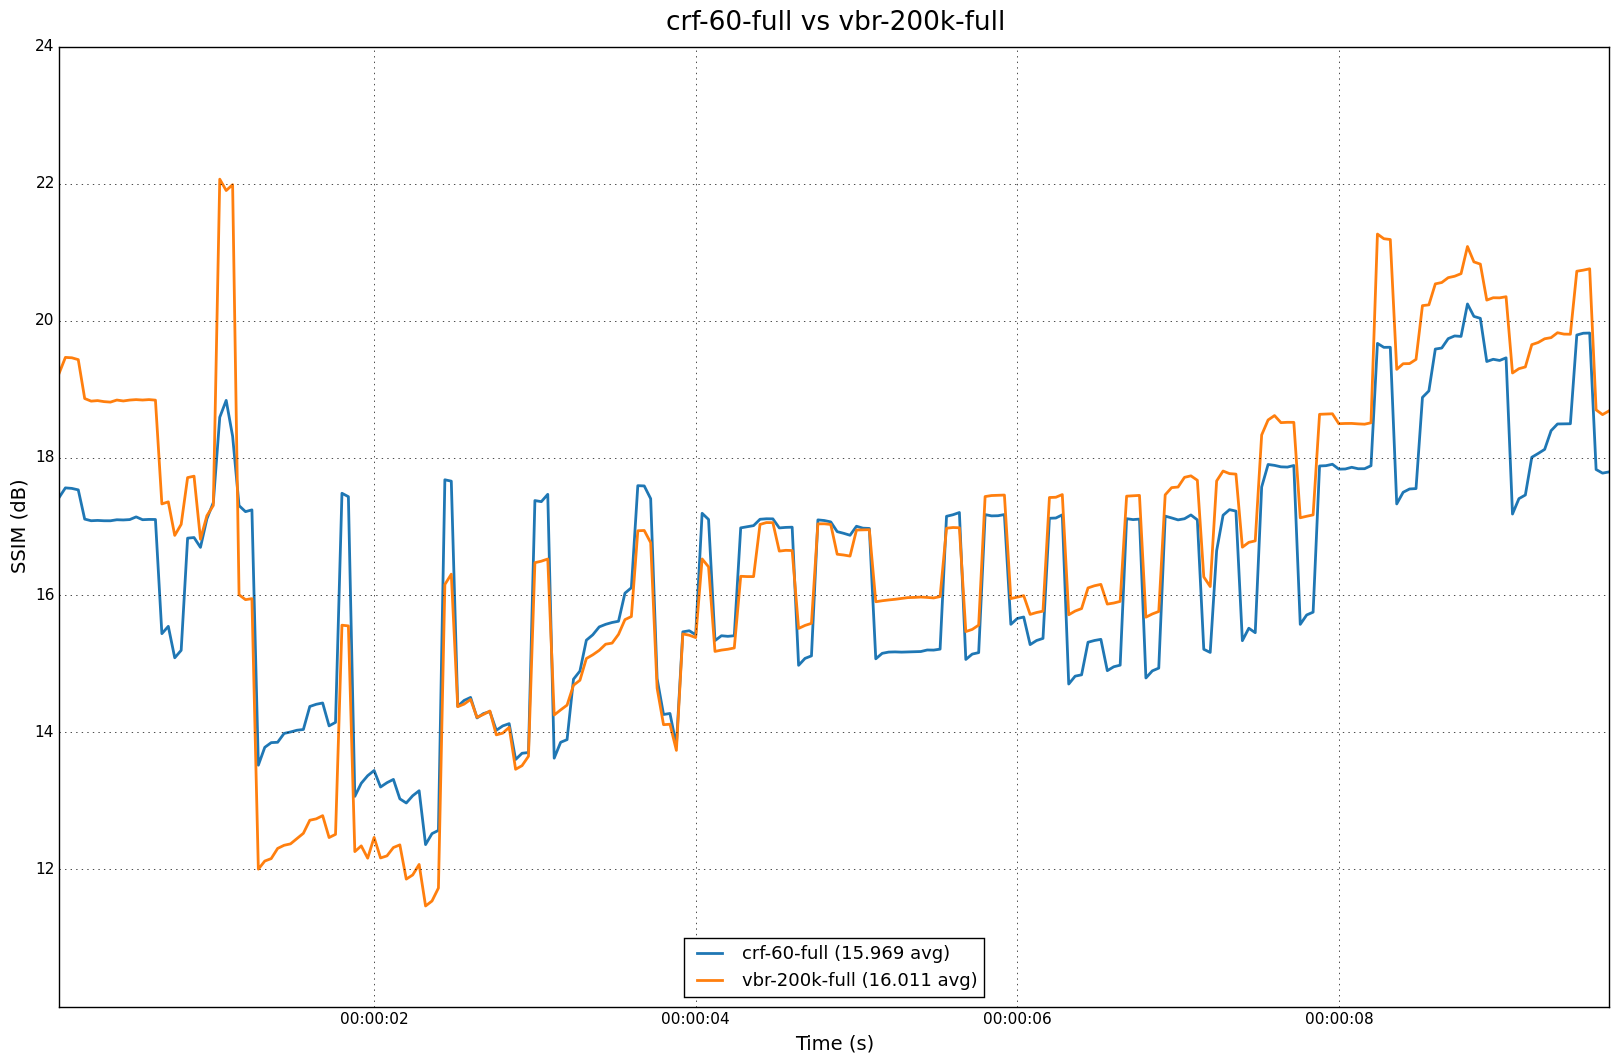 crf-60-full vs vbr-200k-full
24
22
20
18
16
14
12
SSIM (dB)
crf-60-full (15.969 avg)
vbr-200k-full (16.011 avg)
00:00:02
00:00:04
00:00:06
00:00:08
Time (s)